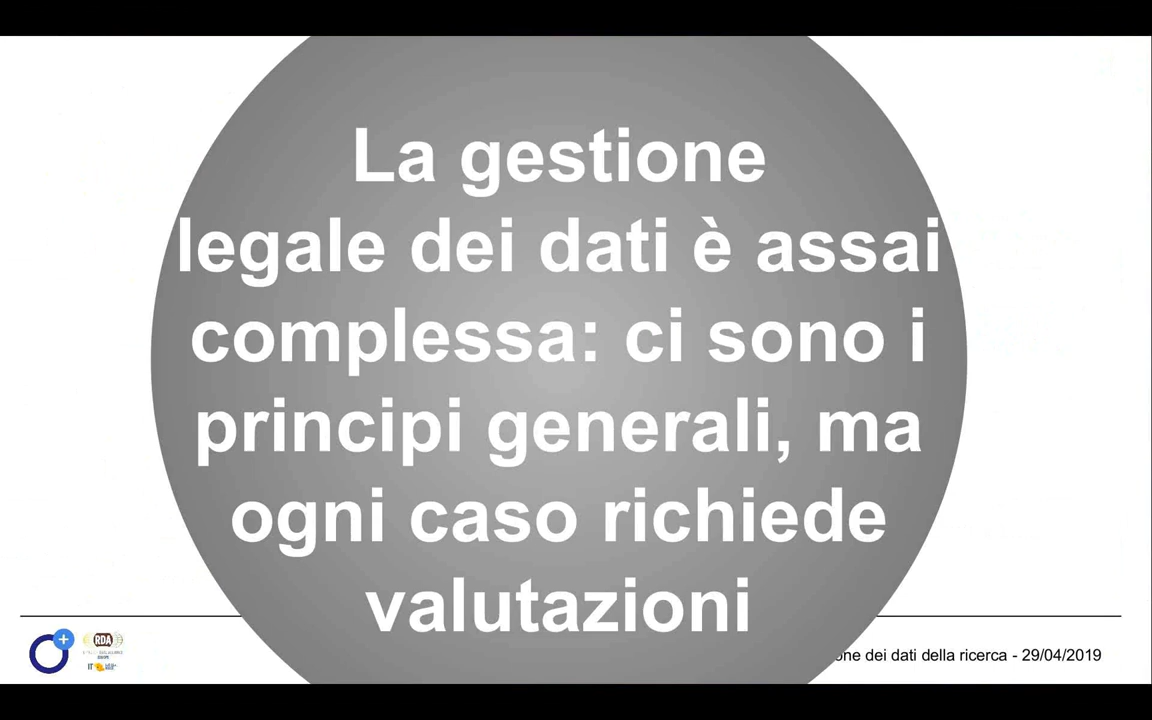 La gestione
legale dei dati è assai
complessa: ci sono i
principi generali, ma
ogni caso richiede
valutazioni
RDA
IT
dei dati della ricerca - 29/04/2019